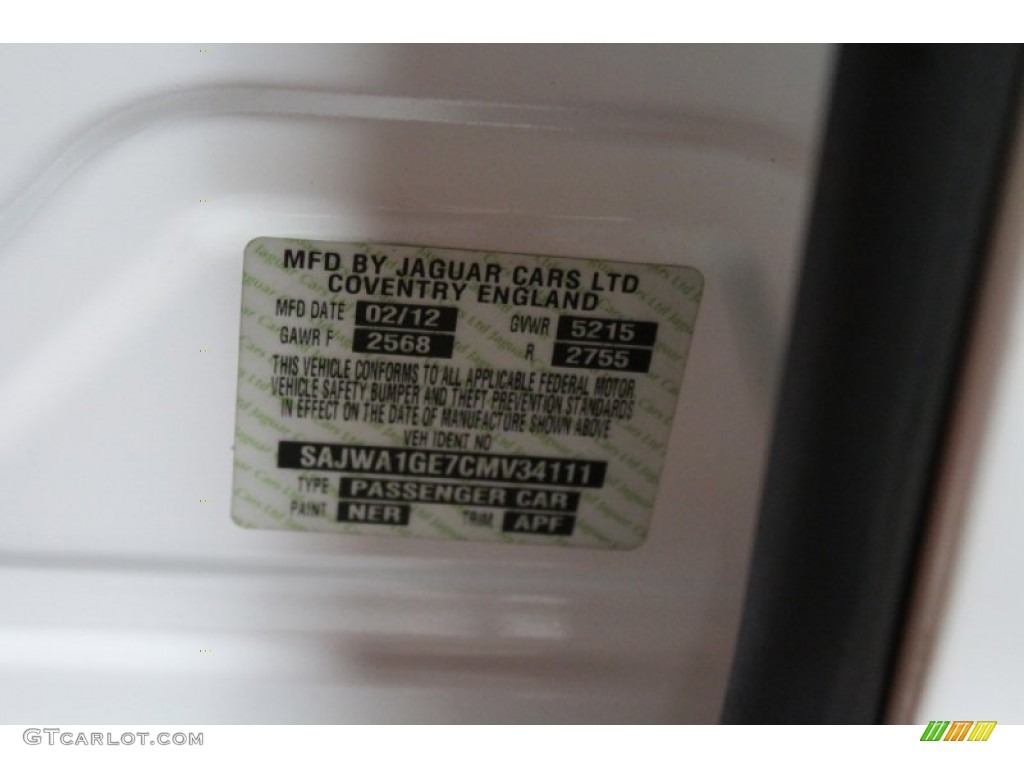 MFD BY JAGUAR CARS LTD
COVENTRY ENGLAND
MFD DATE 02/12 GVWR 5215
GAWR F 2568 R 2755
THIS VEHICLE CONFORMS TO ALL APPLICABLE FEDERAL MOTOR
VEHICLE SAFETY BUMPER AND THEFT PREVENTION STANDARDS
IN EFFECT ON THE DATE OF MANUFACTURE SHOWN ABOVE
VEH IDENT NO
SAJWA1GE7CMV34111
TYPE PASSENGER CAR
PAINT NER TRIM APF
GTCarLot.com